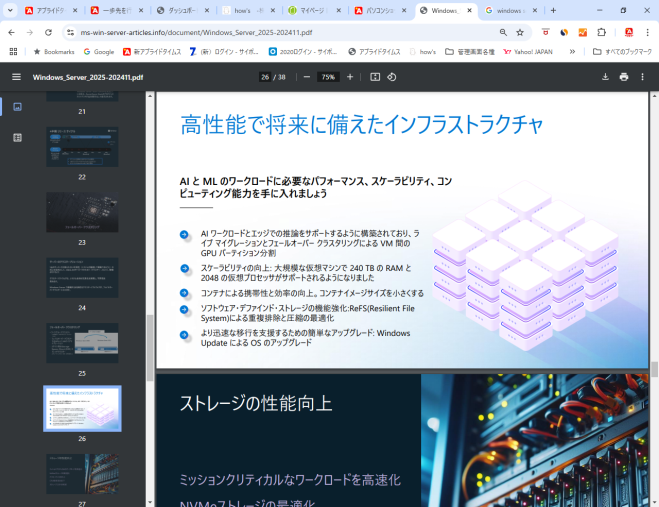 アプライドテ
一歩先を行
ダッシュボー
how's
マイページ
パソコンショ
Windows_
windows
ms-win-server-articles.info/document/Windows_Server_2025-202411.pdf
Bookmarks
Google
新アプライドタイムス
(新) ログイン - サイボ...
2020ログイン - サイボ...
アプライドタイムズ
how's
管理画面各種
Yahoo! JAPAN
すべてのブックマーク
Windows_Server_2025-202411.pdf
26 / 38
75%
21
22
23
24
25
26
27
高性能で将来に備えたインフラストラクチャ
AI と ML のワークロードに必要なパフォーマンス、スケーラビリティ、コン
ピューティング能力を手に入れましょう
AI ワークロードとエッジでの推論をサポートするように構築されており、ラ
イブ マイグレーションとフェールオーバー クラスタリングによる VM 間の
GPU パーティション分割
スケーラビリティの向上: 大規模な仮想マシンで 240 TB の RAM と
2048 の仮想プロセッサがサポートされるようになりました
コンテナによる携帯性と効率の向上。コンテナイメージサイズを小さくする
ソフトウェア・デファインド・ストレージの機能強化:ReFS(Resilient File
System)による重複排除と圧縮の最適化
より迅速な移行を支援するための簡単なアップグレード: Windows
Update による OS のアップグレード
ストレージの性能向上
ミッションクリティカルなワークロードを高速化
NVMeストレージの最適化